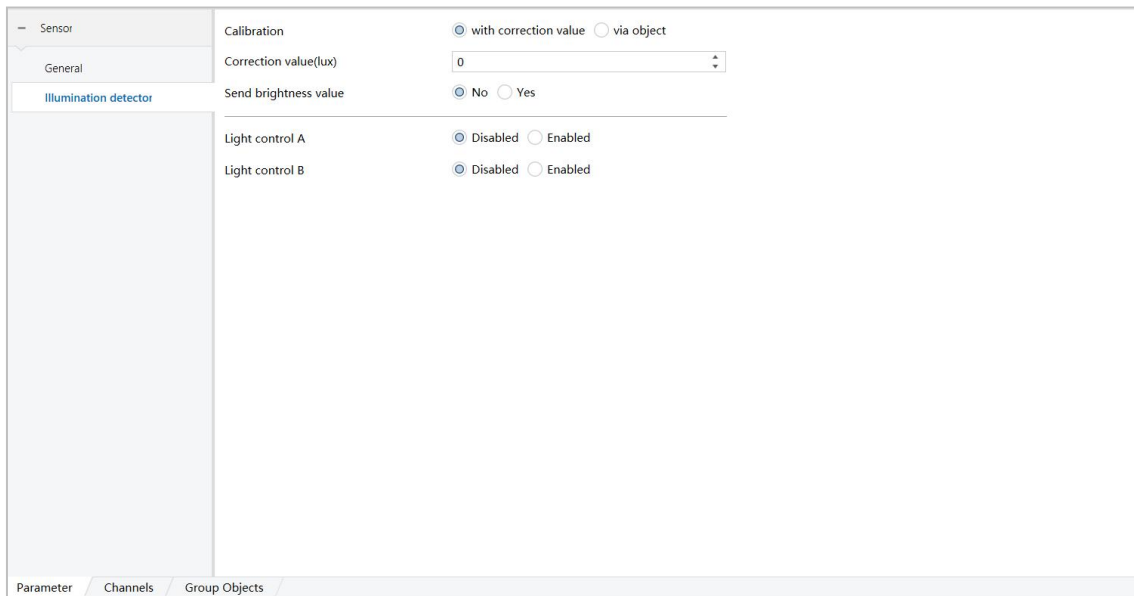 − Sensor
General
Illumination detector
Calibration with correction value via object
Correction value(lux) 0
Send brightness value No Yes
Light control A Disabled Enabled
Light control B Disabled Enabled
Parameter Channels Group Objects